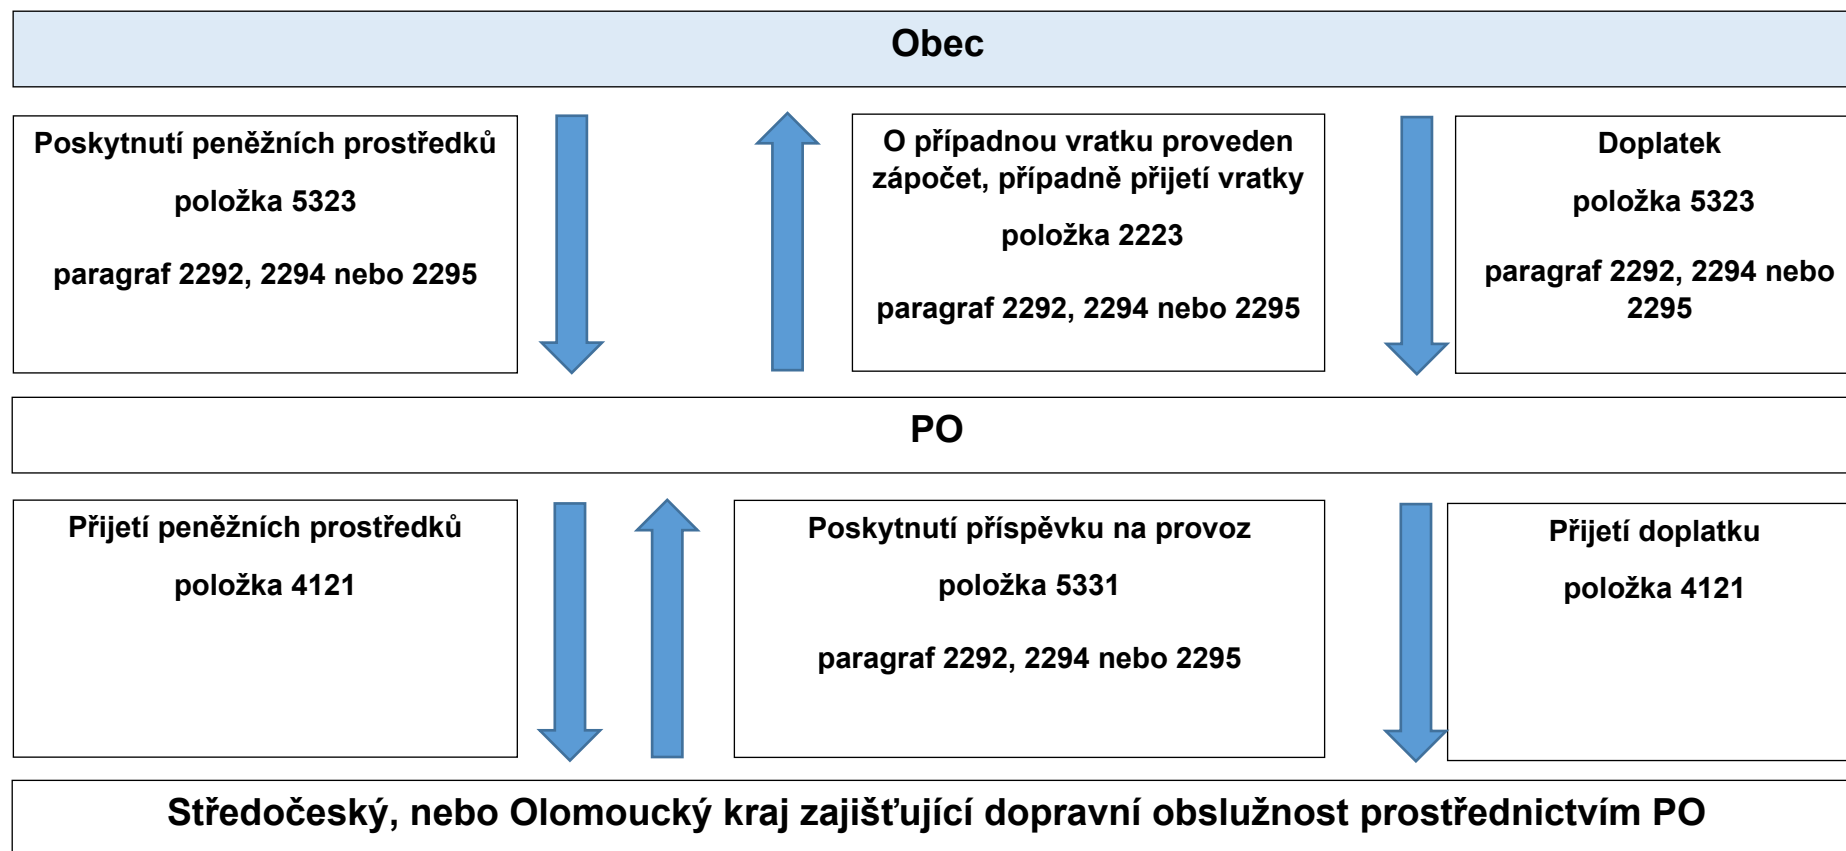 Obec
Poskytnutí peněžních prostředků
položka 5323
paragraf 2292, 2294 nebo 2295
O případnou vratku proveden
zápočet, případně přijetí vratky
položka 2223
paragraf 2292, 2294 nebo 2295
Doplatek
položka 5323
paragraf 2292, 2294 nebo
2295
PO
Přijetí peněžních prostředků
položka 4121
Poskytnutí příspěvku na provoz
položka 5331
paragraf 2292, 2294 nebo 2295
Přijetí doplatku
položka 4121
Středočeský, nebo Olomoucký kraj zajišťující dopravní obslužnost prostřednictvím PO